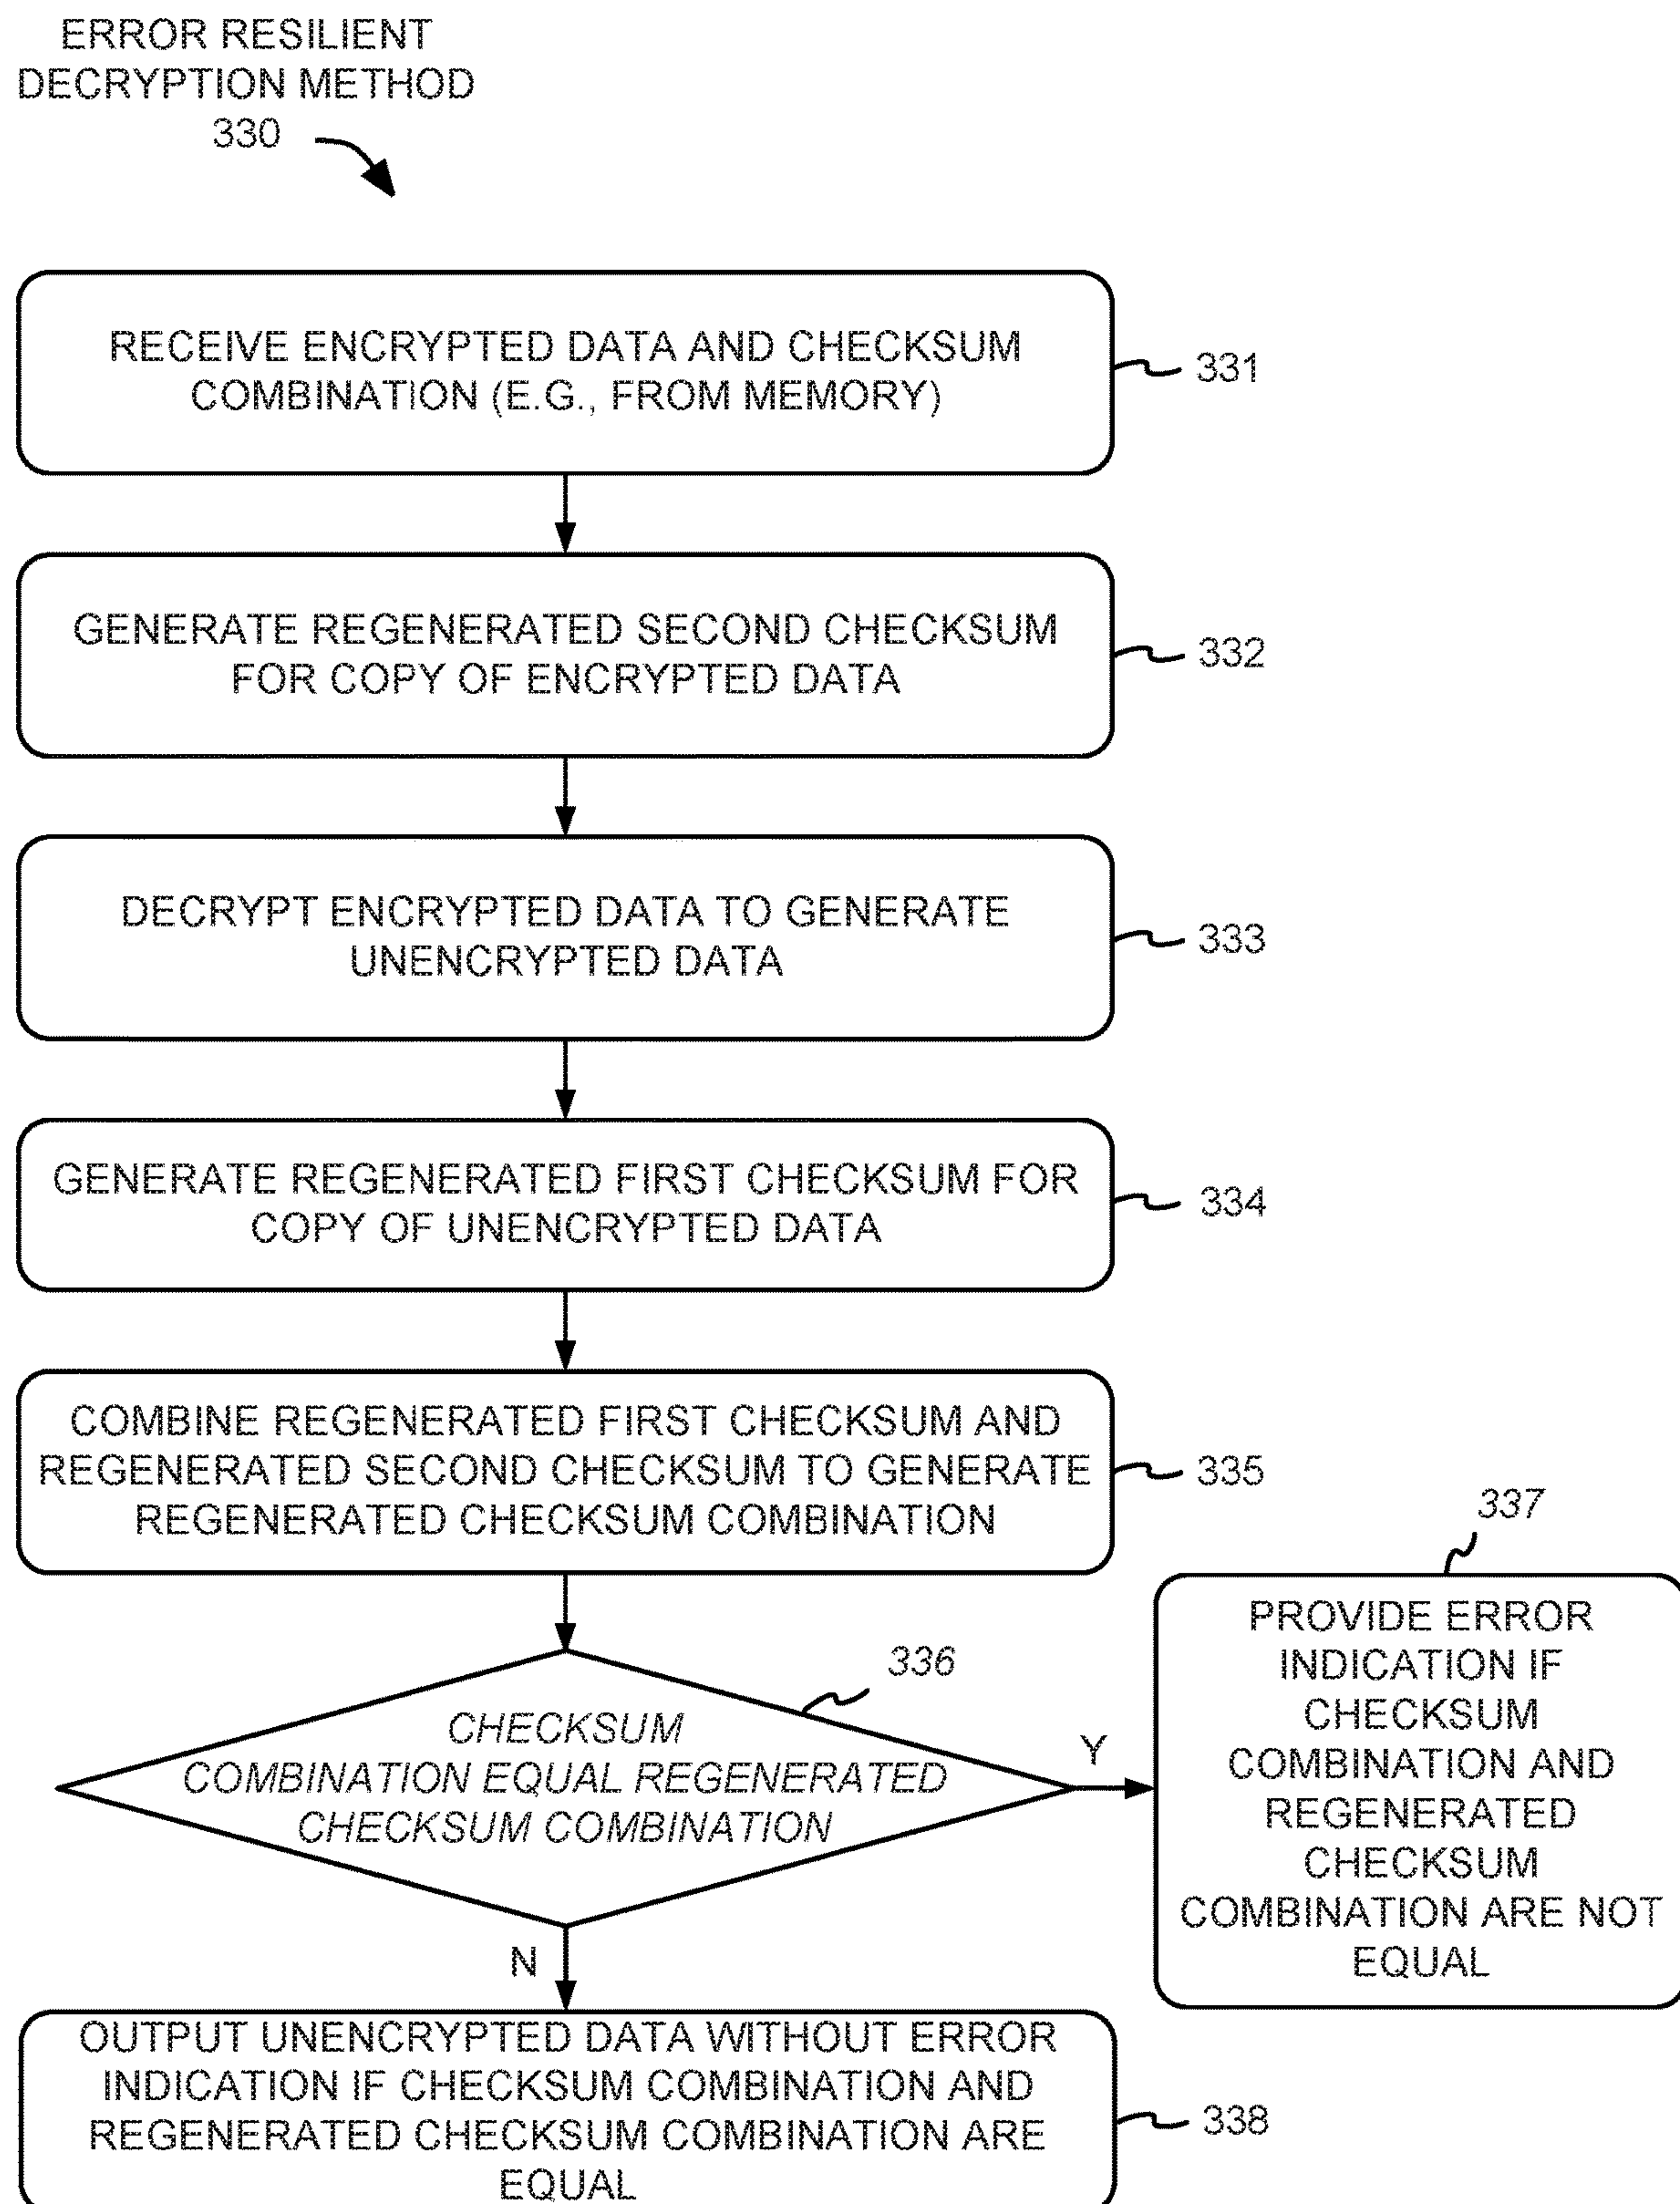 ERROR RESILIENT
DECRYPTION METHOD
330
RECEIVE ENCRYPTED DATA AND CHECKSUM
COMBINATION (E.G., FROM MEMORY)
331
GENERATE REGENERATED SECOND CHECKSUM
FOR COPY OF ENCRYPTED DATA
332
DECRYPT ENCRYPTED DATA TO GENERATE
UNENCRYPTED DATA
333
GENERATE REGENERATED FIRST CHECKSUM FOR
COPY OF UNENCRYPTED DATA
334
COMBINE REGENERATED FIRST CHECKSUM AND
REGENERATED SECOND CHECKSUM TO GENERATE
REGENERATED CHECKSUM COMBINATION
335
336
CHECKSUM
COMBINATION EQUAL REGENERATED
CHECKSUM COMBINATION
Y
N
337
PROVIDE ERROR
INDICATION IF
CHECKSUM
COMBINATION AND
REGENERATED
CHECKSUM
COMBINATION ARE NOT
EQUAL
OUTPUT UNENCRYPTED DATA WITHOUT ERROR
INDICATION IF CHECKSUM COMBINATION AND
REGENERATED CHECKSUM COMBINATION ARE
EQUAL
338